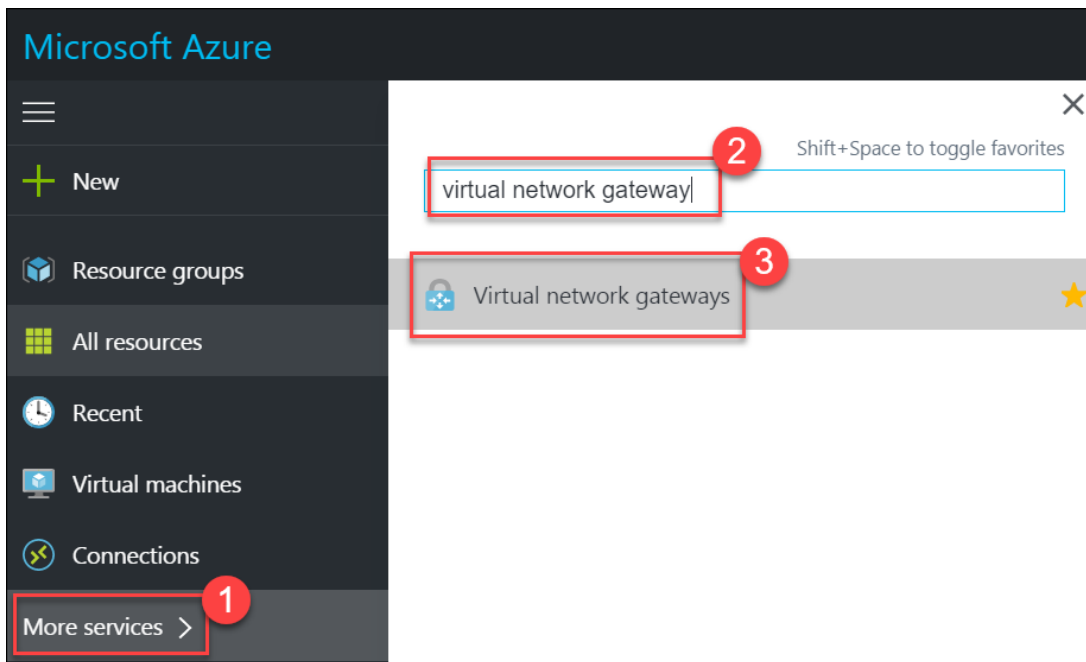 Microsoft Azure
Shift+Space to toggle favorites
2
New
virtual network gateway
3
Resource groups
Virtual network gateways
All resources
Recent
Virtual machines
Connections
1
More services